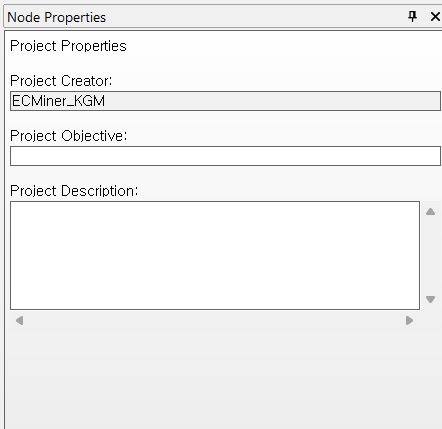 Node Properties
Project Properties
Project Creator:
ECMiner_KGM
Project Objective:
Project Description: